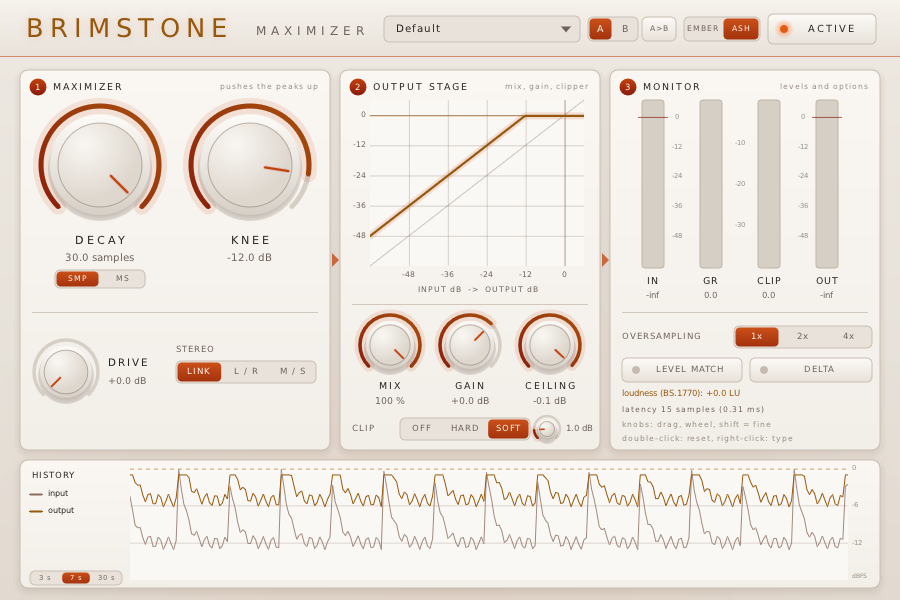 BRIMSTONE
MAXIMIZER
Default
A B
A>B
EMBER ASH
ACTIVE
1 MAXIMIZER
pushes the peaks up
DECAY
30.0 samples
SMP MS
KNEE
-12.0 dB
DRIVE
+0.0 dB
STEREO
LINK L / R M / S
2 OUTPUT STAGE
mix, gain, clipper
0
-12
-24
-36
-48
-48 -36 -24 -12 0
INPUT dB -> OUTPUT dB
MIX
100 %
GAIN
+0.0 dB
CEILING
-0.1 dB
CLIP
OFF HARD SOFT
1.0 dB
3 MONITOR
levels and options
0
-12
-24
-36
-48
-10
-20
-30
0
-12
-24
-36
-48
IN GR CLIP OUT
-inf 0.0 0.0 -inf
OVERSAMPLING
1x 2x 4x
LEVEL MATCH
DELTA
loudness (BS.1770): +0.0 LU
latency 15 samples (0.31 ms)
knobs: drag, wheel, shift = fine
double-click: reset, right-click: type
HISTORY
input
output
3 s 7 s 30 s
0
-6
-12
dBFS